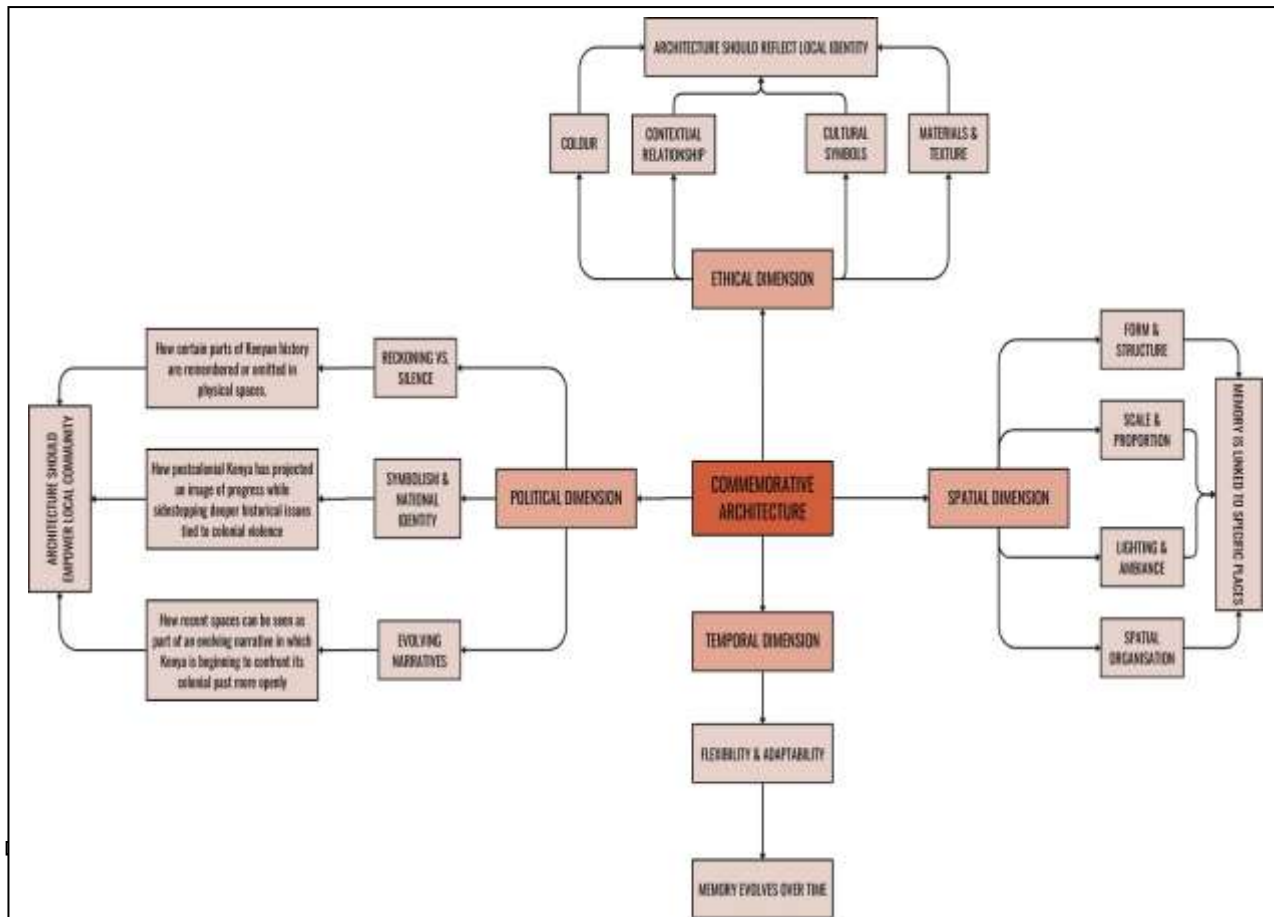 ARCHITECTURE SHOULD REFLECT LOCAL IDENTITY
COLOUR
CONTEXTUAL
RELATIONSHIP
CULTURAL
SYMBOLS
MATERIALS &
TEXTURE
ETHICAL DIMENSION
ARCHITECTURE SHOULD
EMPOWER LOCAL COMMUNITY
How certain parts of Kenyan history
are remembered or omitted in
physical spaces.
RECKONING VS.
SILENCE
How postcolonial Kenya has projected
an image of progress while
sidestepping deeper historical issues
tied to colonial violence
SYMBOLISM &
NATIONAL
IDENTITY
How recent spaces can be seen as
part of an evolving narrative in which
Kenya is beginning to confront its
colonial past more openly
EVOLVING
NARRATIVES
POLITICAL DIMENSION
COMMEMORATIVE
ARCHITECTURE
SPATIAL DIMENSION
FORM &
STRUCTURE
SCALE &
PROPORTION
LIGHTING &
AMBIANCE
SPATIAL
ORGANISATION
MEMORY IS LINKED TO SPECIFIC PLACES
TEMPORAL DIMENSION
FLEXIBILITY & ADAPTABILITY
MEMORY EVOLVES OVER TIME